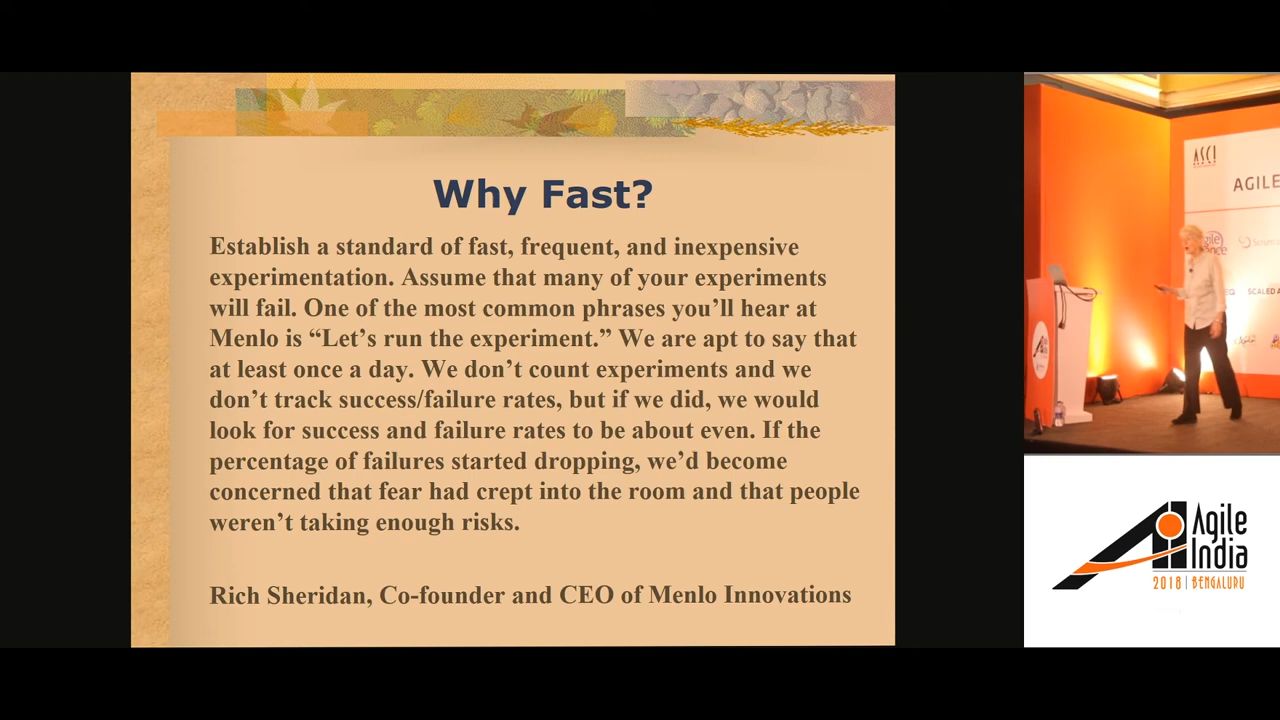 Why Fast?
Establish a standard of fast, frequent, and inexpensive
experimentation. Assume that many of your experiments
will fail. One of the most common phrases you’ll hear at
Menlo is “Let’s run the experiment.” We are apt to say that
at least once a day. We don’t count experiments and we
don’t track success/failure rates, but if we did, we would
look for success and failure rates to be about even. If the
percentage of failures started dropping, we’d become
concerned that fear had crept into the room and that people
weren’t taking enough risks.
Rich Sheridan, Co-founder and CEO of Menlo Innovations
ASCI
AGILE
SCALED A
Agile
India
2018 | BENGALURU